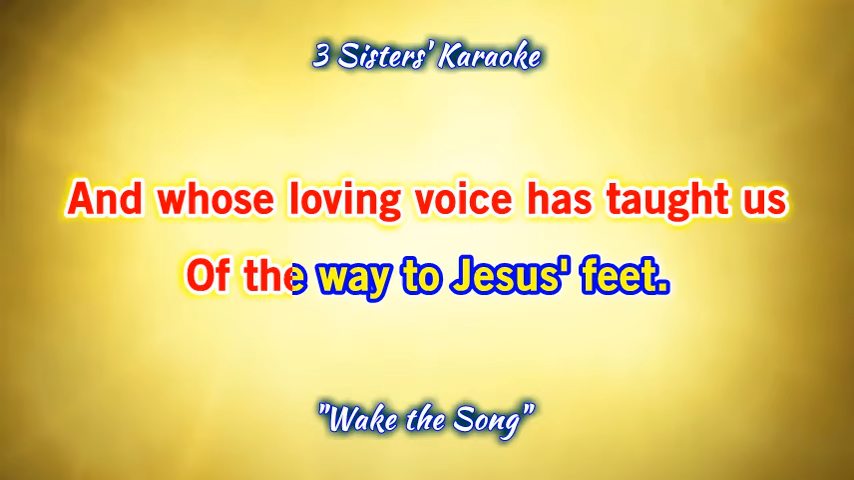 3 Sisters' Karaoke
And whose loving voice has taught us
Of the way to Jesus' feet.
"Wake the Song"